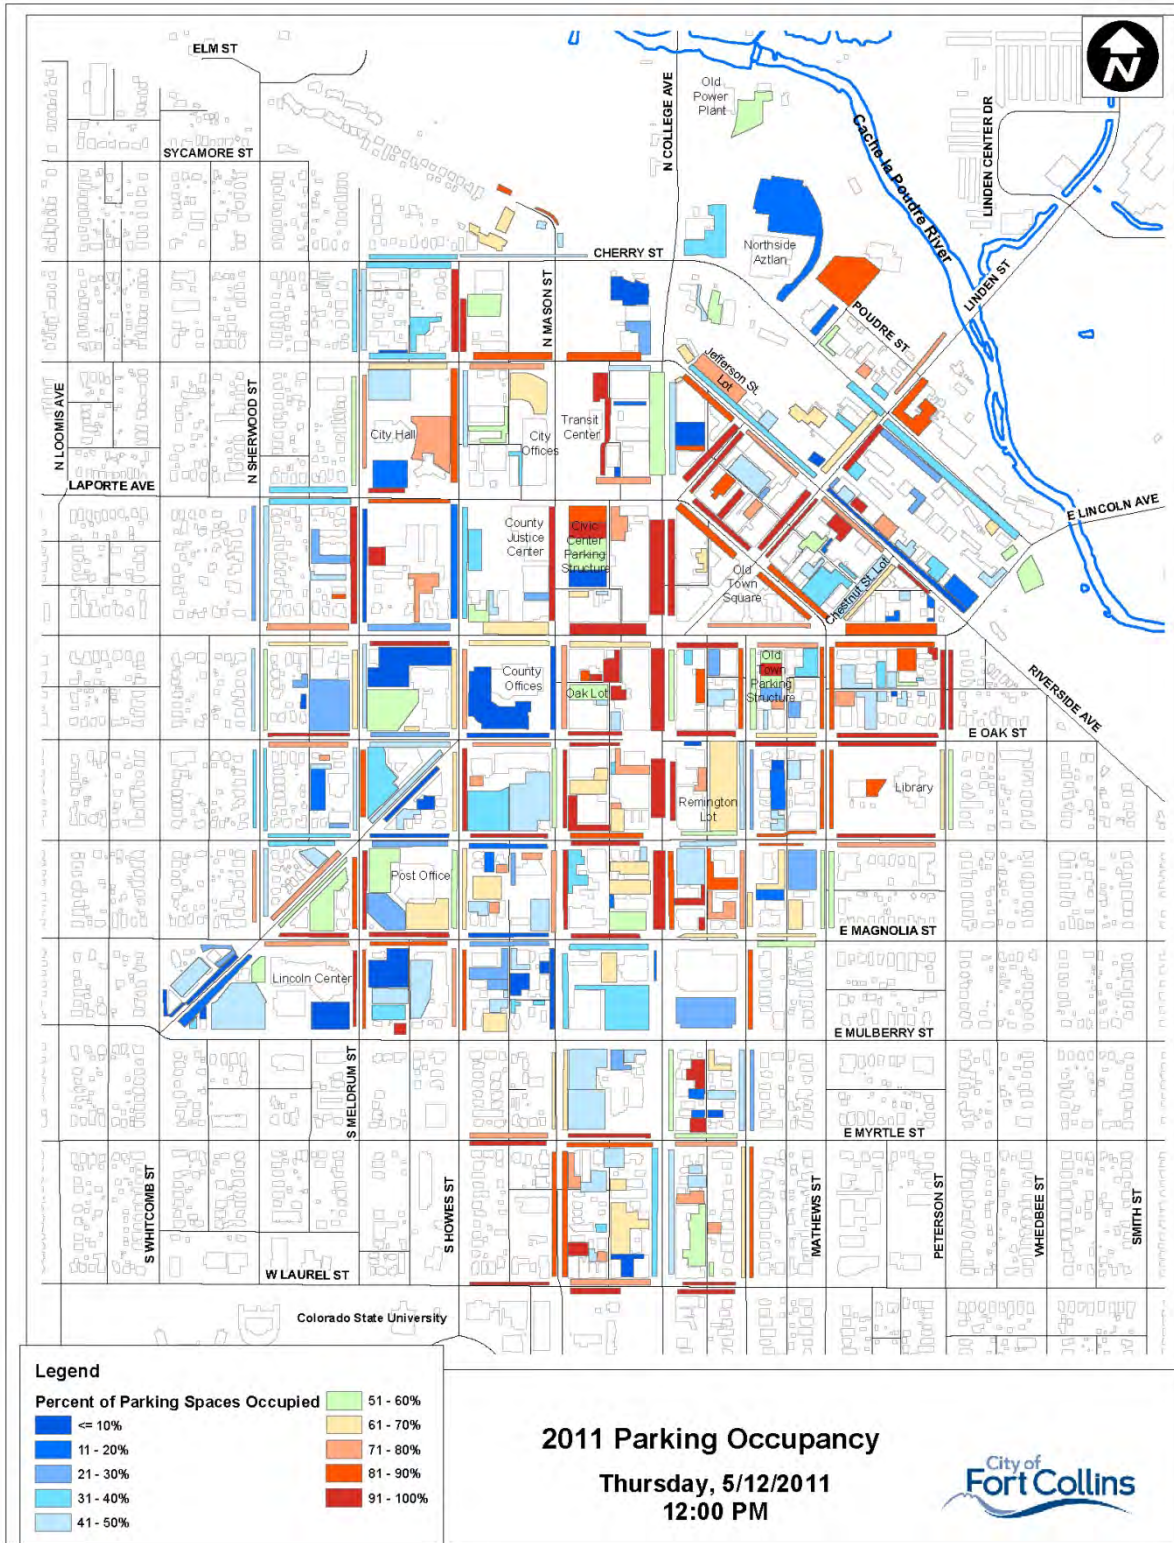 ELM ST
N COLLEGE AVE
Old
Power
Plant
N
LINDEN CENTER DR
Cache la Poudre River
SYCAMORE ST
CHERRY ST
Northside
Aztlan
LINDEN ST
N MASON ST
POUDRE ST
Jefferson St.
Lot
N LOOMIS AVE
N SHERWOOD ST
City Hall
City
Offices
Transit
Center
LAPORTE AVE
E LINCOLN AVE
County
Justice
Center
Civic
Center
Parking
Structure
Old
Town
Square
Chestnut St. Lot
County
Offices
Oak Lot
Old
Town
Parking
Structure
RIVERSIDE AVE
E OAK ST
Remington
Lot
Library
Post Office
E MAGNOLIA ST
Lincoln Center
E MULBERRY ST
S MELDRUM ST
E MYRTLE ST
S WHITCOMB ST
S HOWES ST
MATHEWS ST
PETERSON ST
WHEDBEE ST
SMITH ST
W LAUREL ST
Colorado State University
Legend
Percent of Parking Spaces Occupied
<= 10%
11 - 20%
21 - 30%
31 - 40%
41 - 50%
51 - 60%
61 - 70%
71 - 80%
81 - 90%
91 - 100%
2011 Parking Occupancy
Thursday, 5/12/2011
12:00 PM
City of
Fort Collins